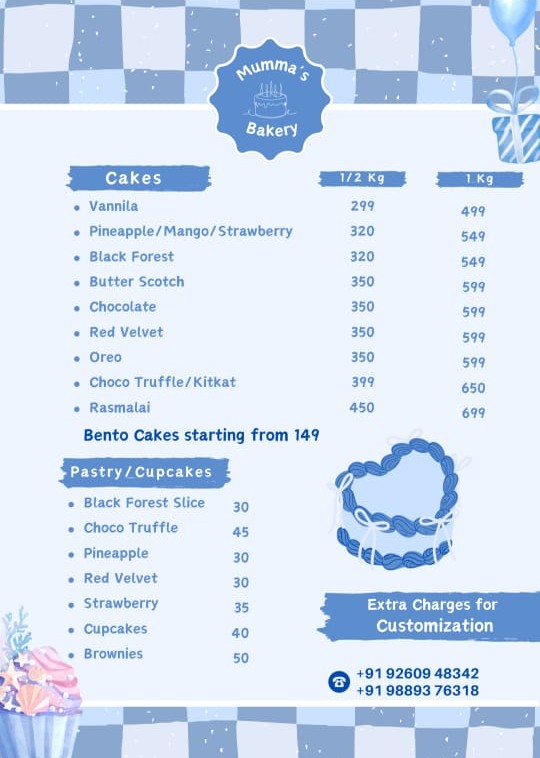 Mumma's
Bakery
Cakes 1/2 Kg 1 Kg
• Vannila 299 499
• Pineapple/Mango/Strawberry 320 549
• Black Forest 320 549
• Butter Scotch 350 599
• Chocolate 350 599
• Red Velvet 350 599
• Oreo 350 599
• Choco Truffle/Kitkat 399 650
• Rasmalai 450 699
Bento Cakes starting from 149
Pastry/Cupcakes
• Black Forest Slice 30
• Choco Truffle 45
• Pineapple 30
• Red Velvet 30
• Strawberry 35
• Cupcakes 40
• Brownies 50
Extra Charges for
Customization
+91 92609 48342
+91 98893 76318